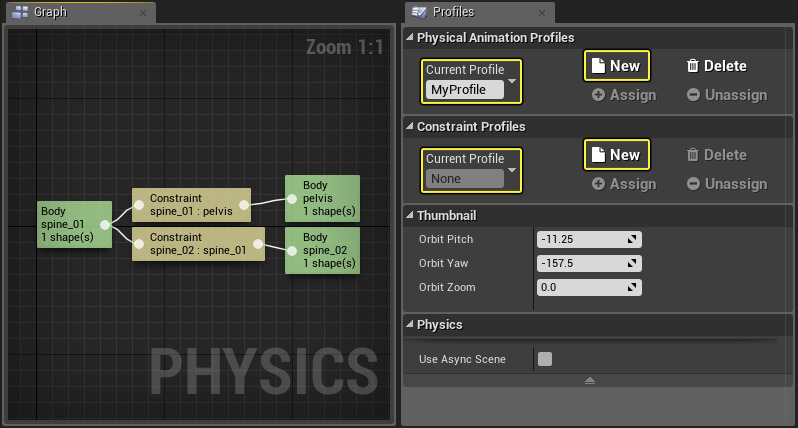 Graph
Zoom 1:1
Body
spine_01
1 shape(s)
Constraint
spine_01 : pelvis
Constraint
spine_02 : spine_01
Body
pelvis
1 shape(s)
Body
spine_02
1 shape(s)
PHYSICS
Profiles
Physical Animation Profiles
Current Profile
MyProfile
New
Delete
Assign
Unassign
Constraint Profiles
Current Profile
None
New
Delete
Assign
Unassign
Thumbnail
Orbit Pitch -11.25
Orbit Yaw -157.5
Orbit Zoom 0.0
Physics
Use Async Scene